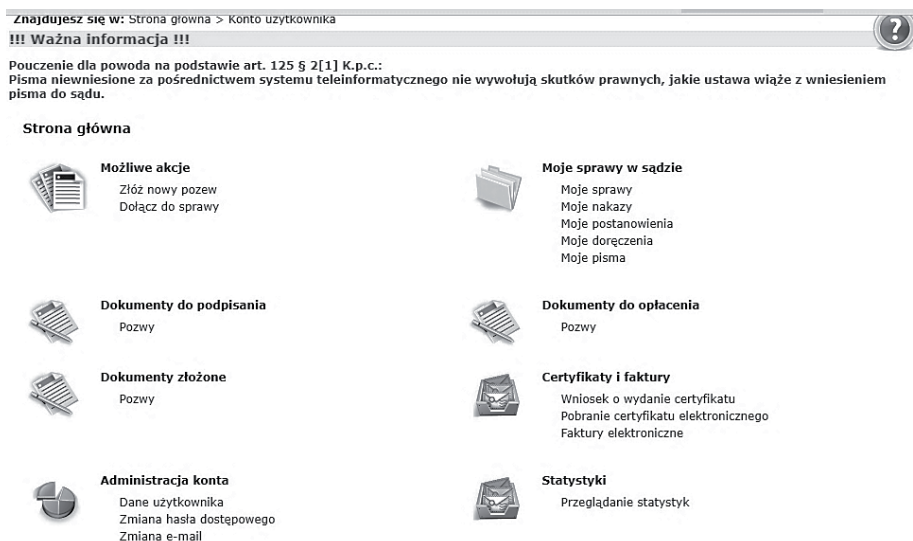 Znajdujesz się w: Strona główna > Konto użytkownika
!!! Ważna informacja !!!
?
Pouczenie dla powoda na podstawie art. 125 § 2[1] K.p.c.:
Pisma niewniesione za pośrednictwem systemu teleinformatycznego nie wywołują skutków prawnych, jakie ustawa wiąże z wniesieniem
pisma do sądu.
Strona główna
Możliwe akcje
Złóż nowy pozew
Dołącz do sprawy
Moje sprawy w sądzie
Moje sprawy
Moje nakazy
Moje postanowienia
Moje doręczenia
Moje pisma
Dokumenty do podpisania
Pozwy
Dokumenty do opłacenia
Pozwy
Dokumenty złożone
Pozwy
Certyfikaty i faktury
Wniosek o wydanie certyfikatu
Pobranie certyfikatu elektronicznego
Faktury elektroniczne
Administracja konta
Dane użytkownika
Zmiana hasła dostępowego
Zmiana e-mail
Statystyki
Przeglądanie statystyk